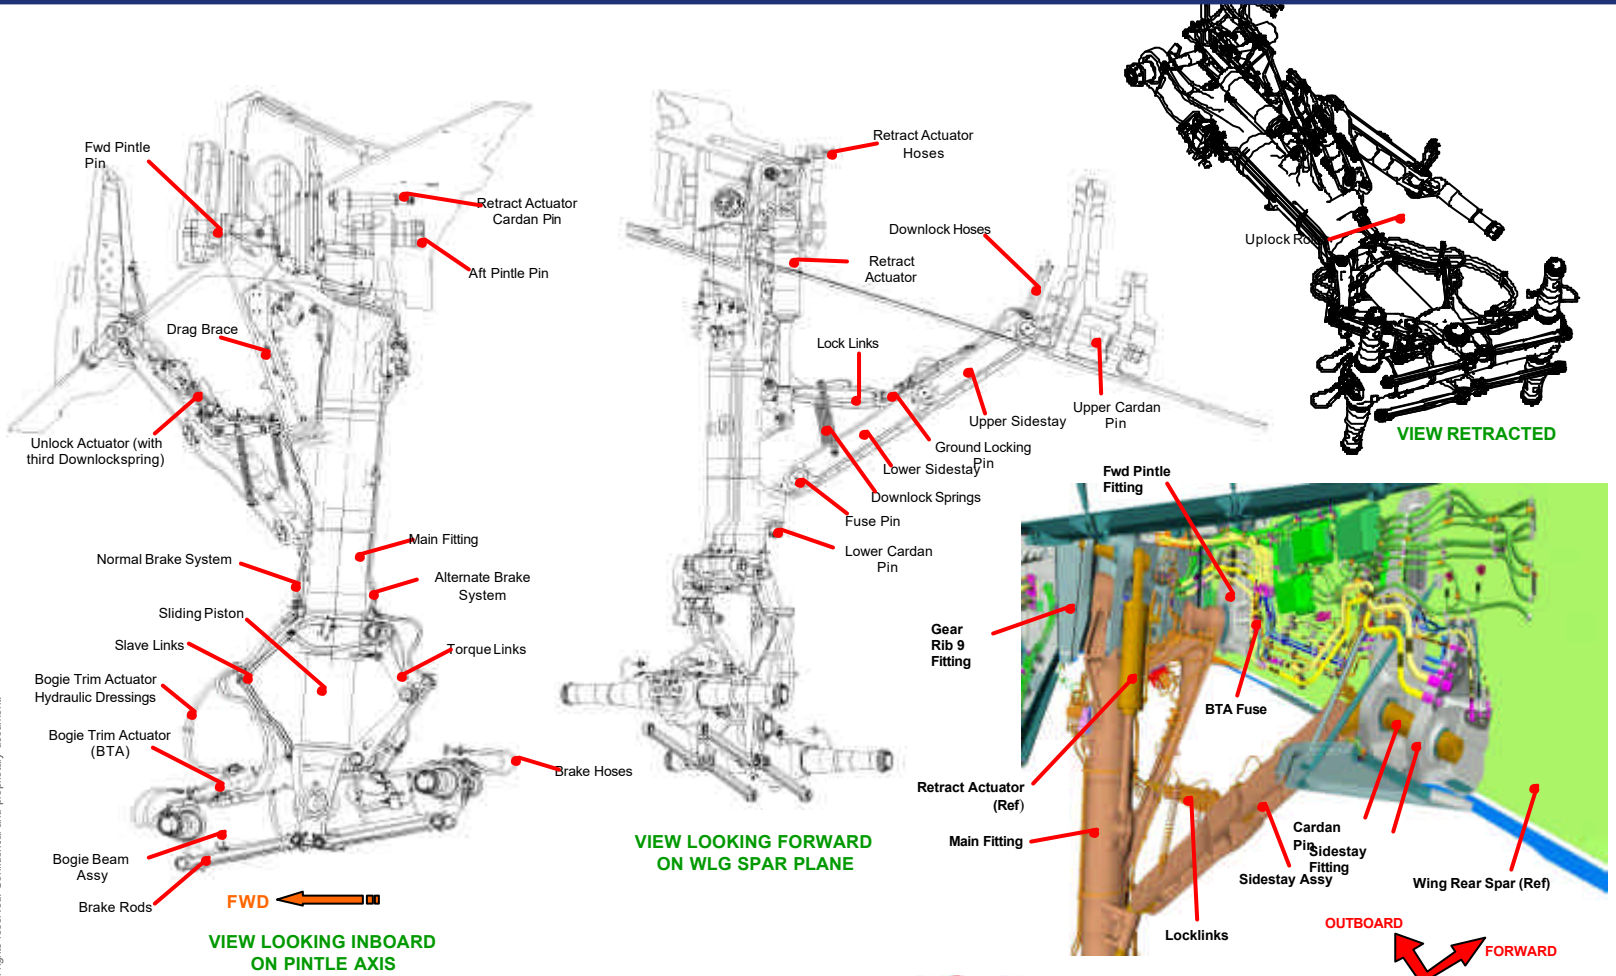 Fwd Pintle
Pin
Retract Actuator
Cardan Pin
Aft Pintle Pin
Drag Brace
Unlock Actuator (with
third Downlockspring)
Normal Brake System
Main Fitting
Alternate Brake
System
Sliding Piston
Slave Links
Torque Links
Bogie Trim Actuator
Hydraulic Dressings
Bogie Trim Actuator
(BTA)
Brake Hoses
Bogie Beam
Assy
Brake Rods
FWD
VIEW LOOKING INBOARD
ON PINTLE AXIS
Retract Actuator
Hoses
Downlock Hoses
Retract
Actuator
Lock Links
Upper Cardan
Pin
Upper Sidestay
Ground Locking
Pin
Lower Sidestay
Downlock Springs
Fuse Pin
Lower Cardan
Pin
VIEW LOOKING FORWARD
ON WLG SPAR PLANE
Uplock
VIEW RETRACTED
Fwd Pintle
Fitting
Gear
Rib 9
Fitting
BTA Fuse
Retract Actuator
(Ref)
Main Fitting
Cardan
Pin
Sidestay
Fitting
Sidestay Assy
Wing Rear Spar (Ref)
Locklinks
OUTBOARD
FORWARD